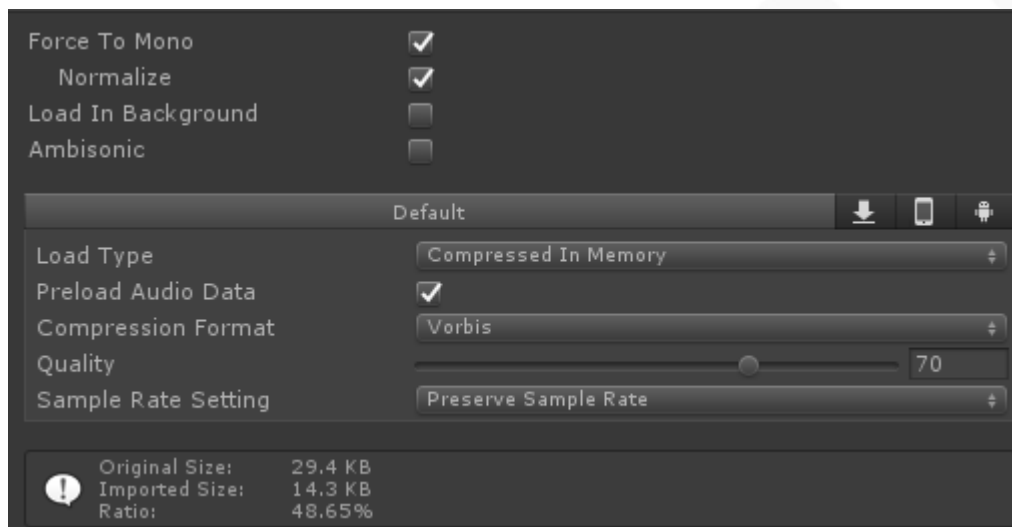 Force To Mono
Normalize
Load In Background
Ambisonic
Default
Load Type Compressed In Memory
Preload Audio Data
Compression Format Vorbis
Quality 70
Sample Rate Setting Preserve Sample Rate
Original Size: 29.4 KB
Imported Size: 14.3 KB
Ratio: 48.65%